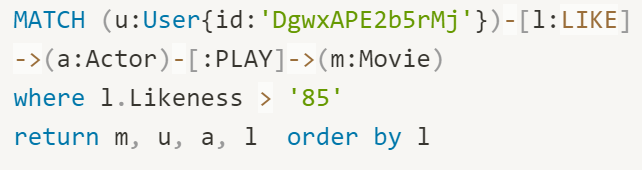 MATCH (u:User{id:'DgwxAPE2b5rMj'})-[l:LIKE]
->(a:Actor)-[:PLAY]->(m:Movie)
where l.Likeness > '85'
return m, u, a, l  order by l